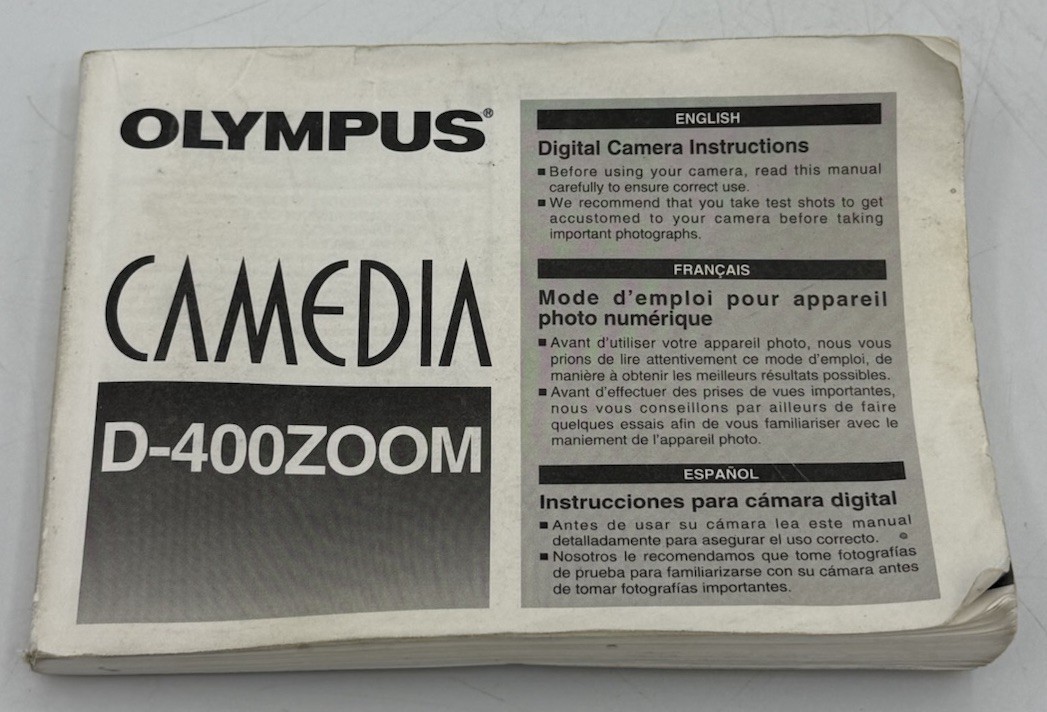 OLYMPUS®
CAMEDIA
D-400ZOOM
ENGLISH
Digital Camera Instructions
■ Before using your camera, read this manual
carefully to ensure correct use.
■ We recommend that you take test shots to get
accustomed to your camera before taking
important photographs.
FRANÇAIS
Mode d'emploi pour appareil
photo numérique
■ Avant d'utiliser votre appareil photo, nous vous
prions de lire attentivement ce mode d'emploi, de
manière à obtenir les meilleurs résultats possibles.
■ Avant d'effectuer des prises de vues importantes,
nous vous conseillons par ailleurs de faire
quelques essais afin de vous familiariser avec le
maniement de l'appareil photo.
ESPAÑOL
Instrucciones para cámara digital
■ Antes de usar su cámara lea este manual
detalladamente para asegurar el uso correcto.
■ Nosotros le recomendamos que tome fotografías
de prueba para familiarizarse con su cámara antes
de tomar fotografías importantes.